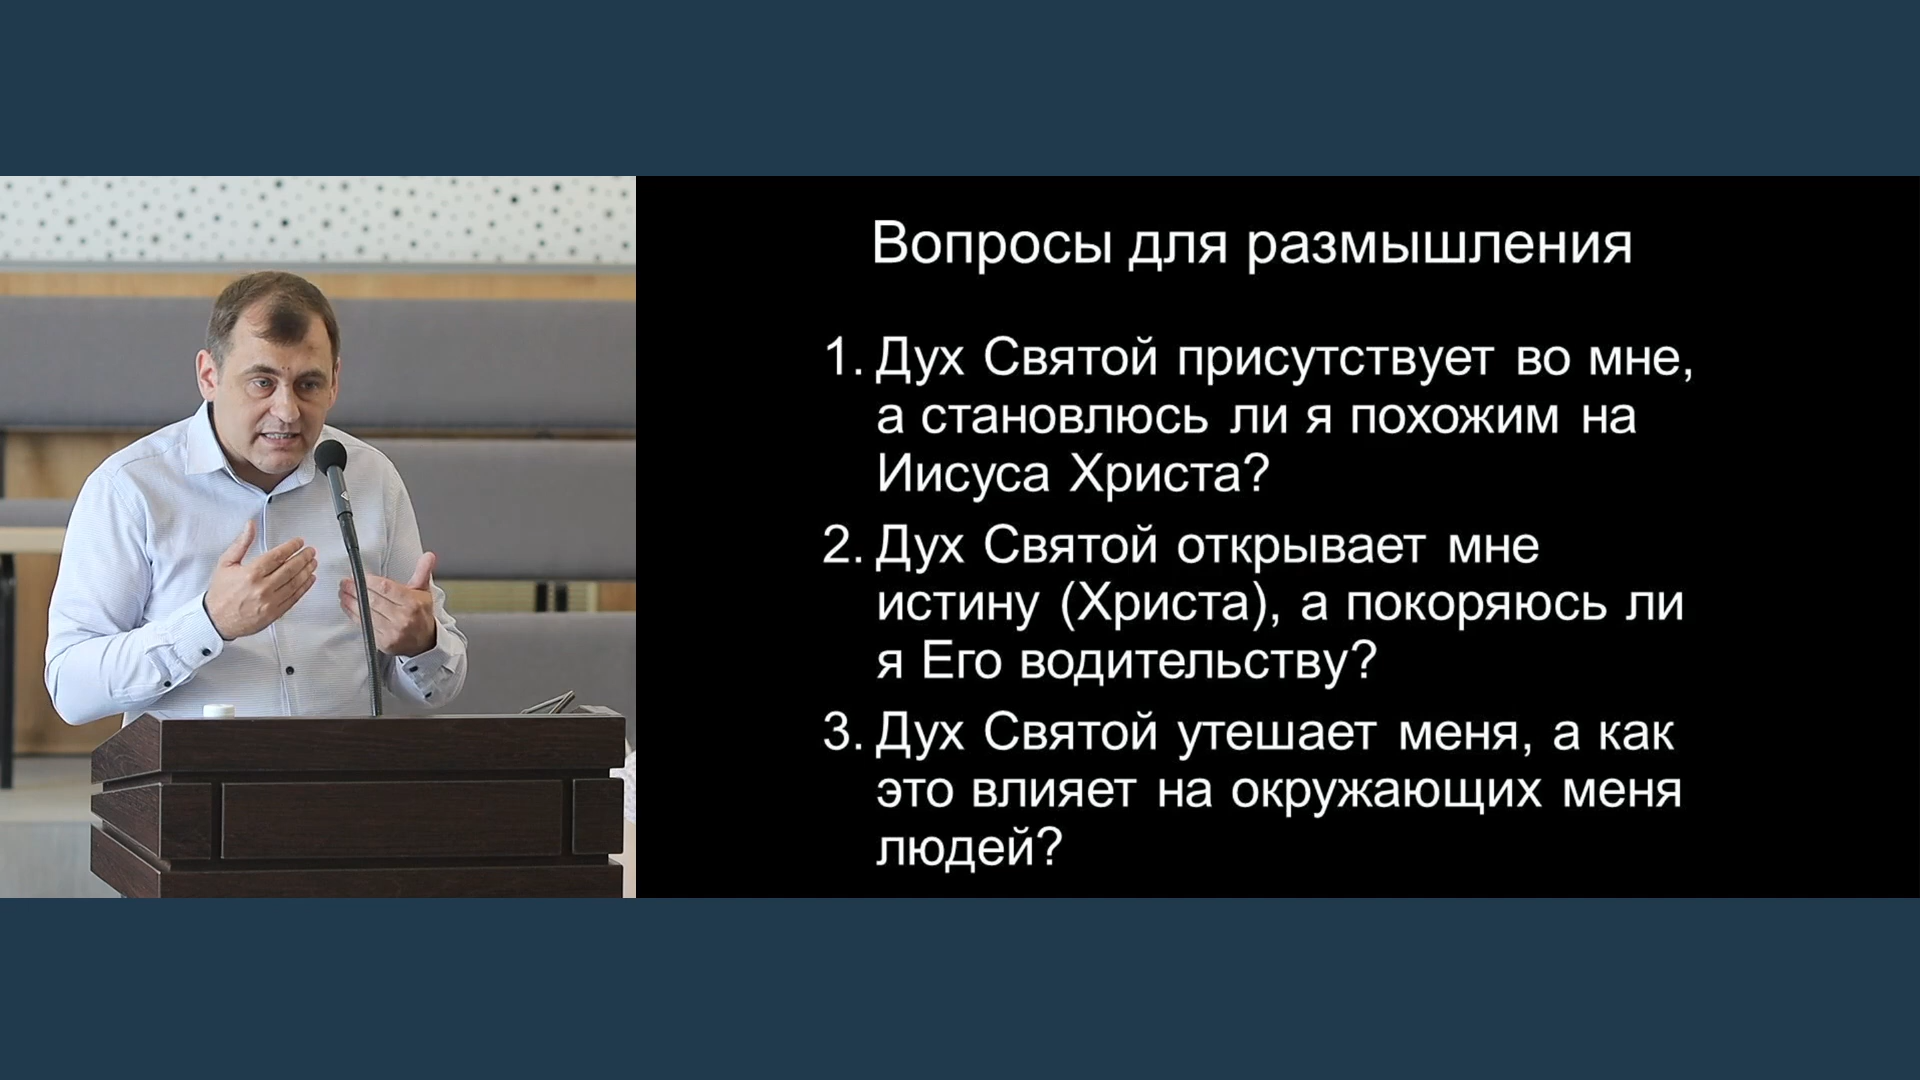 Вопросы для размышления
1. Дух Святой присутствует во мне,
а становлюсь ли я похожим на
Иисуса Христа?
2. Дух Святой открывает мне
истину (Христа), а покоряюсь ли
я Его водительству?
3. Дух Святой утешает меня, а как
это влияет на окружающих меня
людей?